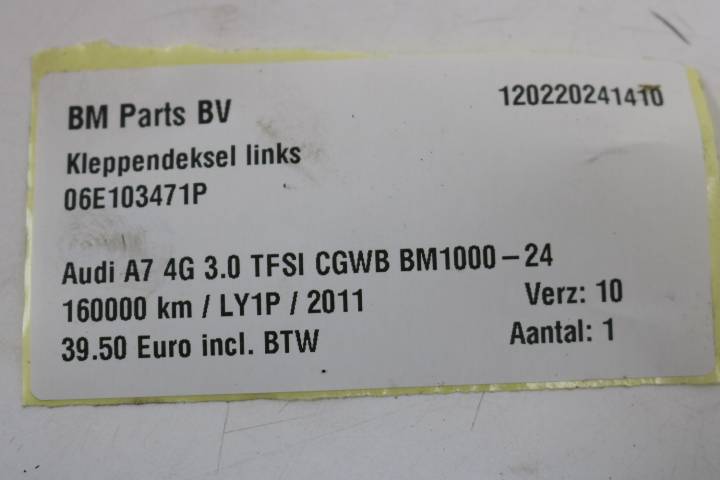 BM Parts BV 120220241410
Kleppendeksel links
06E103471P
Audi A7 4G 3.0 TFSI CGWB BM1000-24
160000 km / LY1P / 2011 Verz: 10
39.50 Euro incl. BTW Aantal: 1